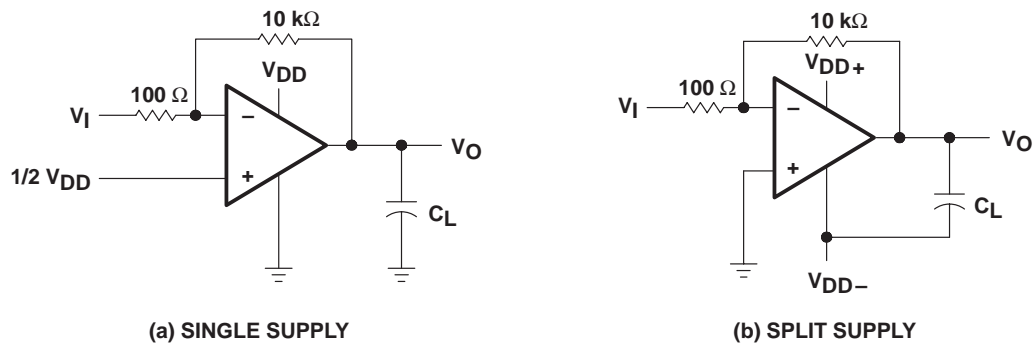 10 kΩ
VDD
100 Ω
VI
−
+
1/2 VDD
VO
CL
(a) SINGLE SUPPLY
10 kΩ
VDD+
100 Ω
VI
−
+
VO
CL
VDD−
(b) SPLIT SUPPLY